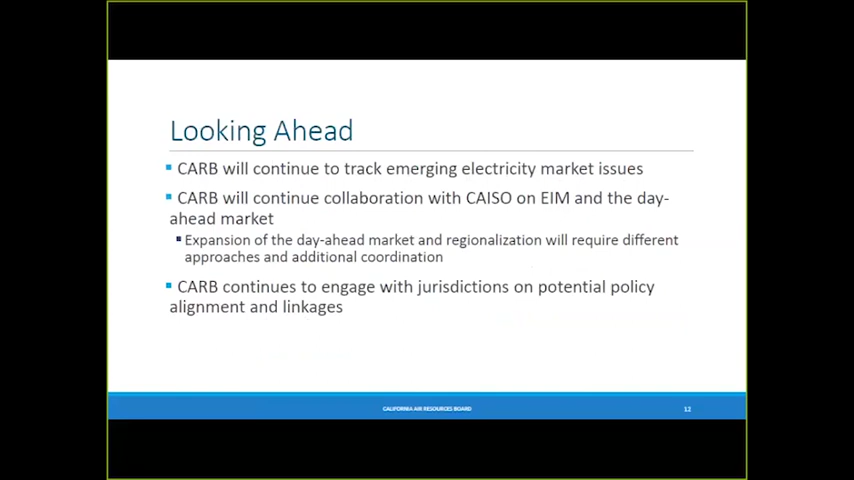 Looking Ahead
CARB will continue to track emerging electricity market issues
CARB will continue collaboration with CAISO on EIM and the day-
ahead market
Expansion of the day-ahead market and regionalization will require different
approaches and additional coordination
CARB continues to engage with jurisdictions on potential policy
alignment and linkages
CALIFORNIA AIR RESOURCES BOARD
12